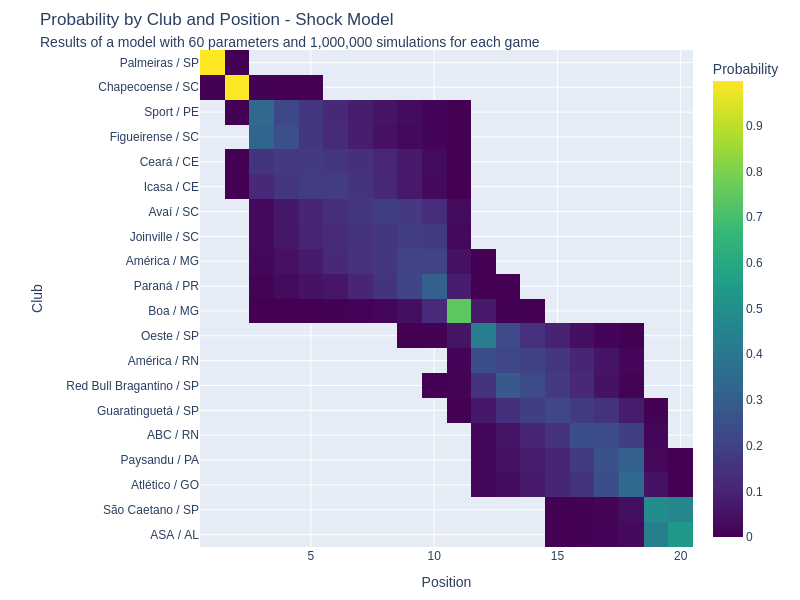 Probability by Club and Position - Shock Model
Results of a model with 60 parameters and 1,000,000 simulations for each game
Probability
Palmeiras / SP
Chapecoense / SC
Sport / PE
Figueirense / SC
Ceará / CE
Icasa / CE
Avaí / SC
Joinville / SC
América / MG
Paraná / PR
Boa / MG
Oeste / SP
América / RN
Red Bull Bragantino / SP
Guaratinguetá / SP
ABC / RN
Paysandu / PA
Atlético / GO
São Caetano / SP
ASA / AL
Club
5
10
15
20
Position
0.9
0.8
0.7
0.6
0.5
0.4
0.3
0.2
0.1
0